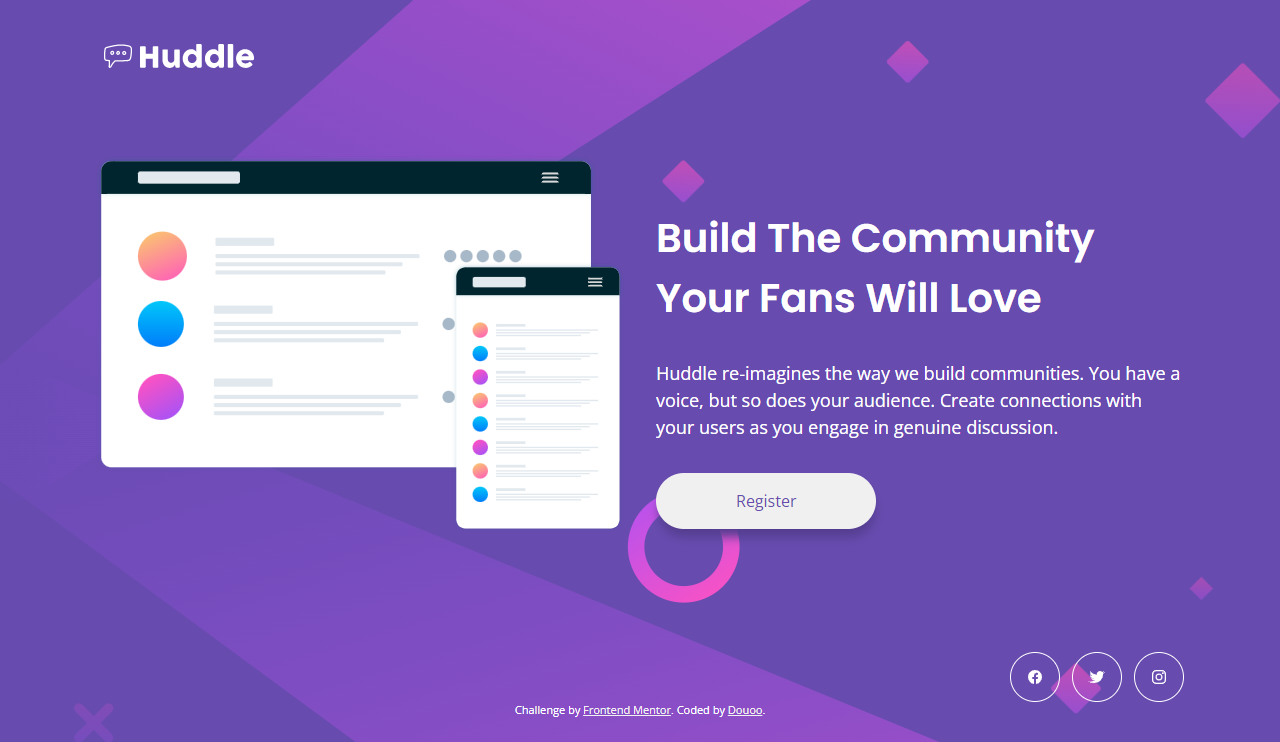 Huddle
Build The Community
Your Fans Will Love
Huddle re-imagines the way we build communities. You have a
voice, but so does your audience. Create connections with
your users as you engage in genuine discussion.
Register
Challenge by Frontend Mentor. Coded by Douoo.